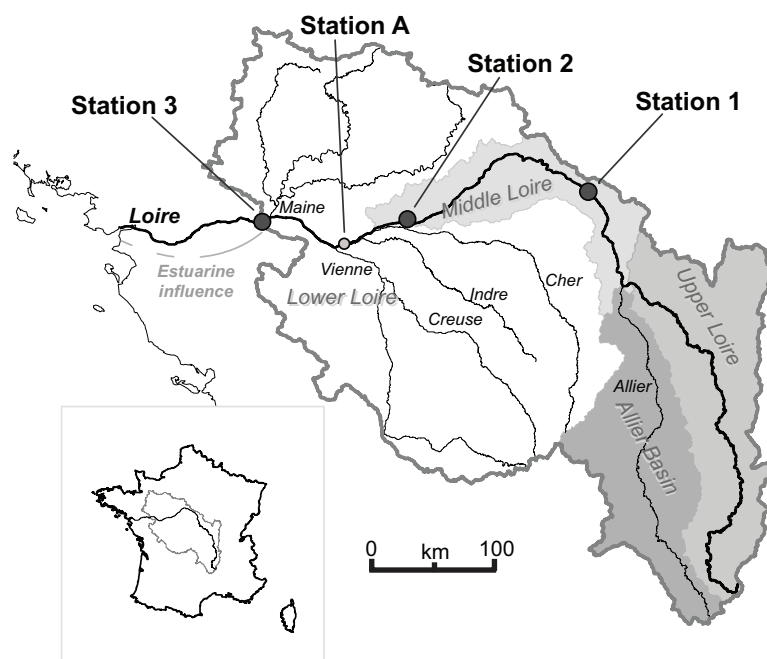 Station A
Station 2
Station 3
Station 1
Loire
Maine
Middle Loire
Estuarine
influence
Vienne
Lower Loire
Indre
Cher
Creuse
Upper Loire
Allier
Allier Basin
0 km 100